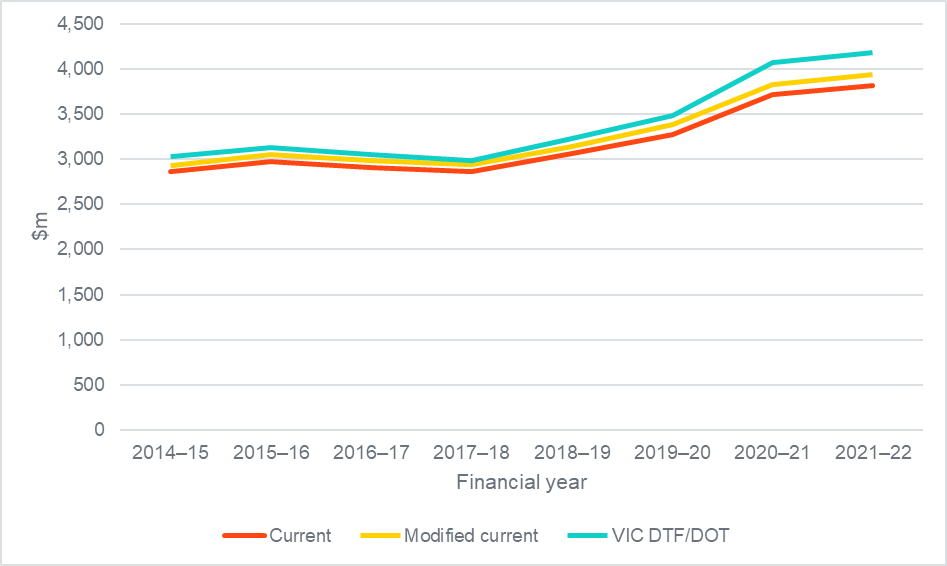 4,500
4,000
3,500
3,000
2,500
2,000
1,500
1,000
500
0
$m
2014–15 2015–16 2016–17 2017–18 2018–19 2019–20 2020–21 2021–22
Financial year
Current Modified current VIC DTF/DOT